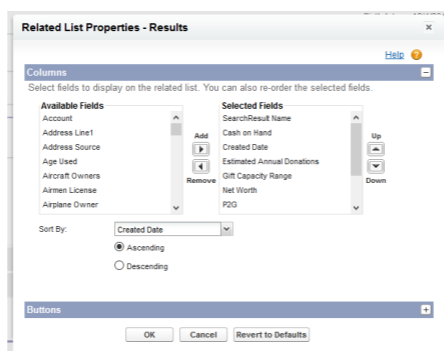 Related List Properties - Results
×
Help
Columns
Select fields to display on the related list. You can also re-order the selected fields.
Available Fields
Account
Address Line1
Address Source
Age Used
Aircraft Owners
Airmen License
Airplane Owner
Add
Remove
Selected Fields
SearchResult Name
Cash on Hand
Created Date
Estimated Annual Donations
Gift Capacity Range
Net Worth
P2G
Up
Down
Sort By: Created Date
Ascending
Descending
Buttons
OK Cancel Revert to Defaults